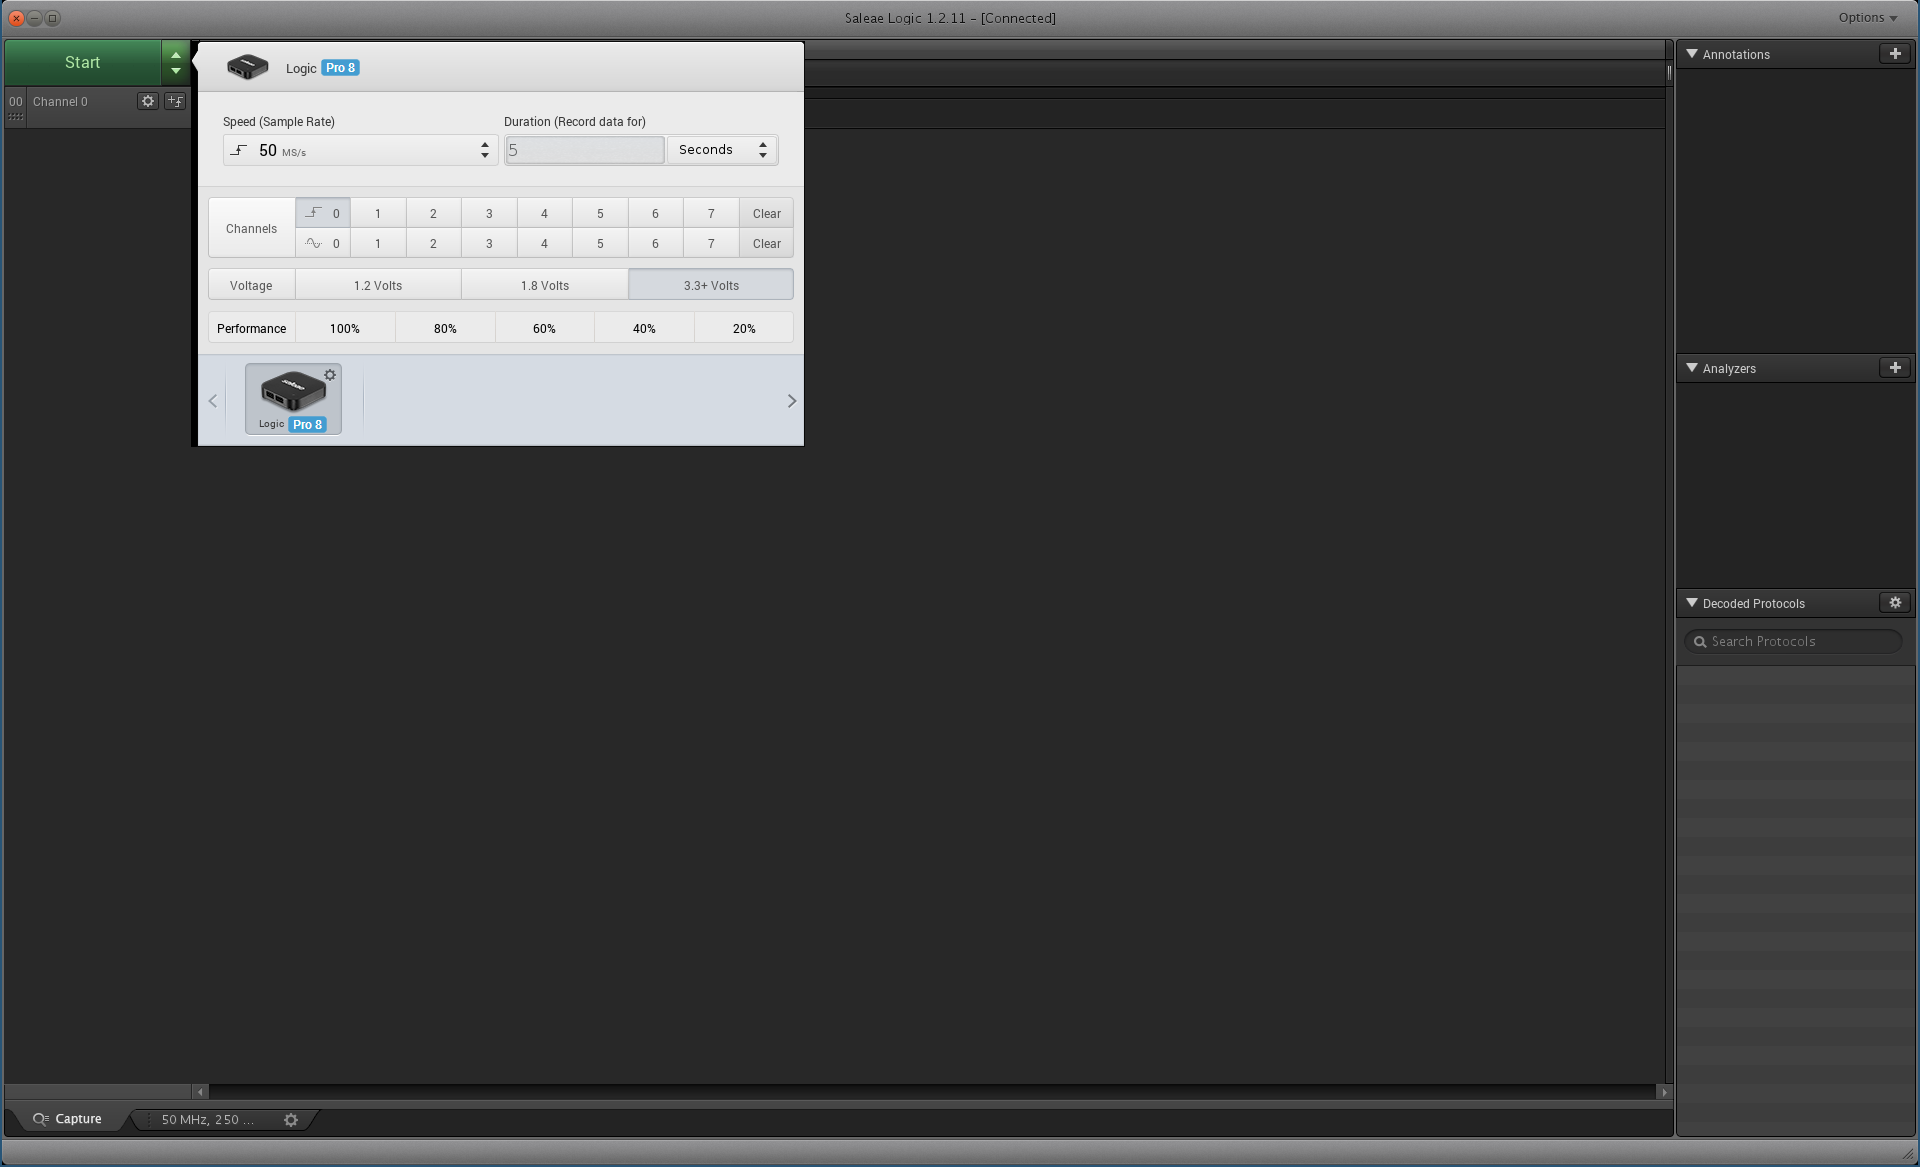 Saleae Logic 1.2.11 - [Connected]
Options
Start
00 Channel 0
Logic Pro 8
Speed (Sample Rate)
Duration (Record data for)
50 MS/s
5
Seconds
Channels
0 1 2 3 4 5 6 7 Clear
0 1 2 3 4 5 6 7 Clear
Voltage 1.2 Volts 1.8 Volts 3.3+ Volts
Performance 100% 80% 60% 40% 20%
saleae
Logic Pro 8
Annotations
Analyzers
Decoded Protocols
Search Protocols
Capture
50 MHz, 250 ...